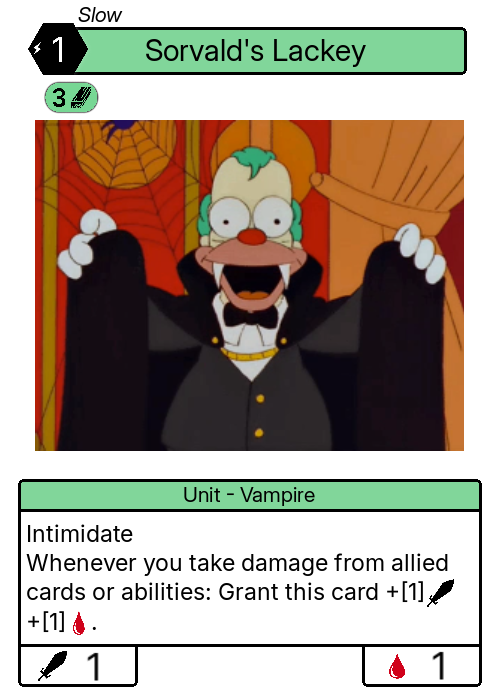 Slow
1
Sorvald's Lackey
3
Unit - Vampire
Intimidate
Whenever you take damage from allied
cards or abilities: Grant this card +[1]
+[1] .
1
1